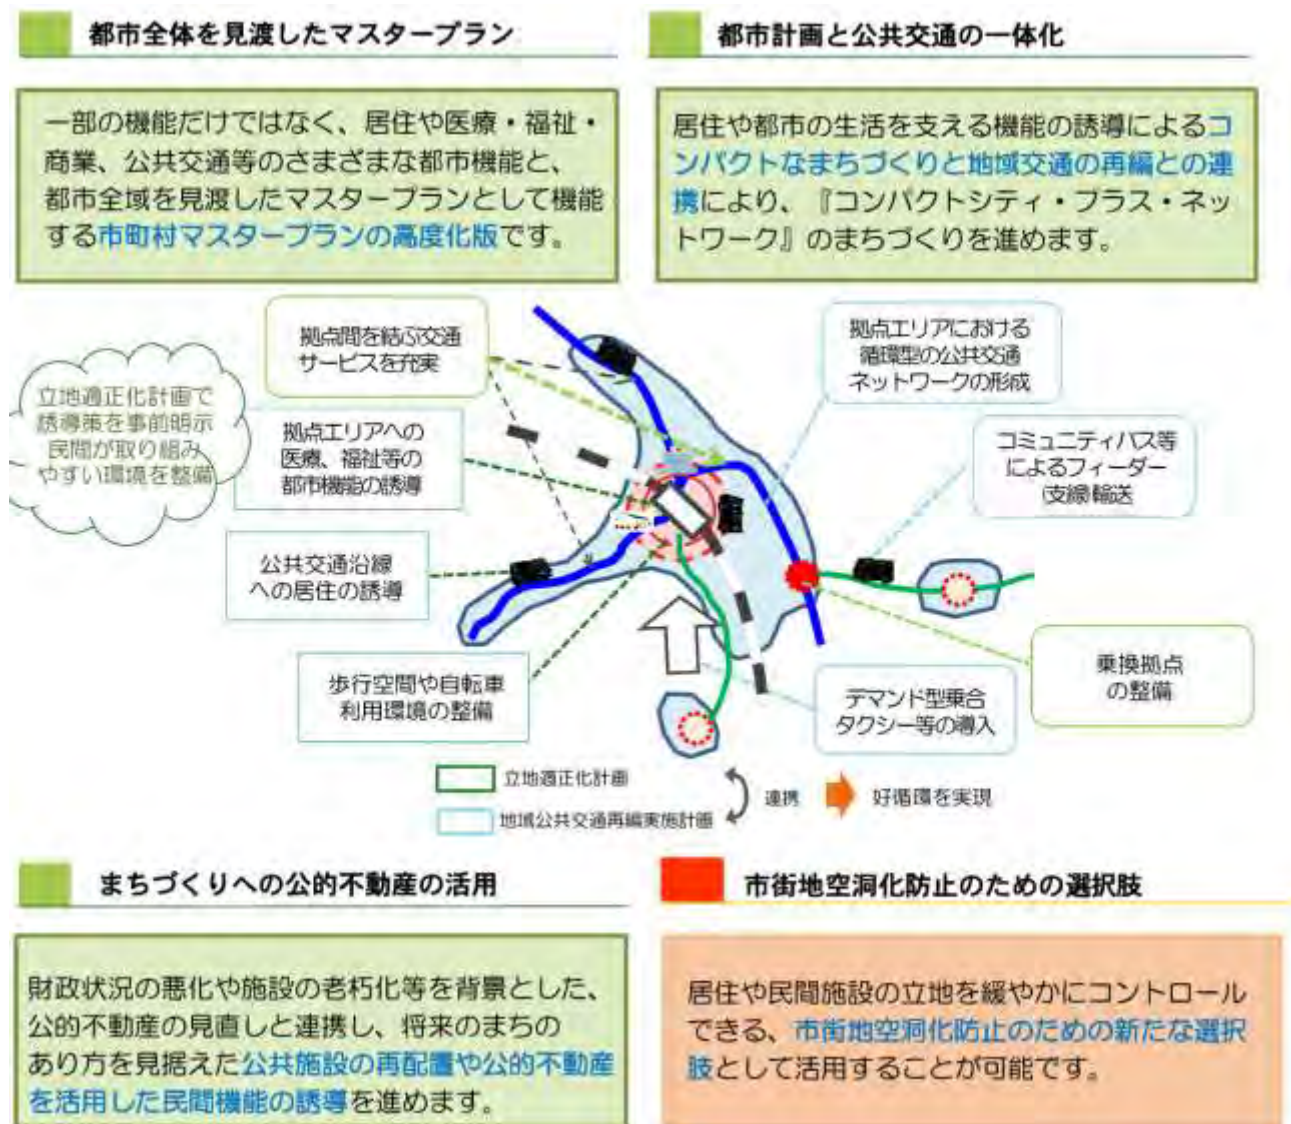 都市全体を見渡したマスタープラン
一部の機能だけではなく、居住や医療・福祉・
商業、公共交通等のさまざまな都市機能と、
都市全域を見渡したマスタープランとして機能
する市町村マスタープランの高度化版です。
都市計画と公共交通の一体化
居住や都市の生活を支える機能の誘導によるコ
ンパクトなまちづくりと地域交通の再編との連
携により、『コンパクトシティ・プラス・ネッ
トワーク』のまちづくりを進めます。
立地適正化計画で
誘導策を事前明示
民間が取り組み
やすい環境を整備
拠点間を結ぶ交通
サービスを充実
拠点エリアへの
医療、福祉等の
都市機能の誘導
公共交通沿線
への居住の誘導
歩行空間や自転車
利用環境の整備
拠点エリアにおける
循環型の公共交通
ネットワークの形成
コミュニティバス等
によるフィーダー
(支線)輸送
乗換拠点
の整備
デマンド型乗合
タクシー等の導入
立地適正化計画
地域公共交通再編実施計画
連携
好循環を実現
まちづくりへの公的不動産の活用
財政状況の悪化や施設の老朽化等を背景とした、
公的不動産の見直しと連携し、将来のまちの
あり方を見据えた公共施設の再配置や公的不動産
を活用した民間機能の誘導を進めます。
市街地空洞化防止のための選択肢
居住や民間施設の立地を緩やかにコントロール
できる、市街地空洞化防止のための新たな選択
肢として活用することが可能です。